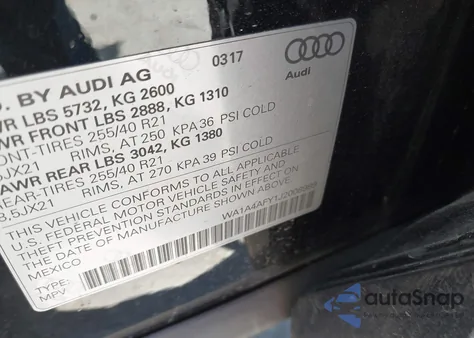 D. BY AUDI AG 0317
WR LBS 5732, KG 2600 Audi
WR FRONT LBS 2888, KG 1310
ONT-TIRES 255/40 R21
5JX21 RIMS, AT 250 KPA 36 PSI COLD
AWR REAR LBS 3042, KG 1380
REAR-TIRES 255/40 R21
8,5JX21 RIMS, AT 270 KPA 39 PSI COLD
THIS VEHICLE CONFORMS TO ALL APPLICABLE
U.S. FEDERAL MOTOR VEHICLE SAFETY AND
THEFT PREVENTION STANDARDS IN EFFECT ON
THE DATE OF MANUFACTURE SHOWN ABOVE.
MEXICO
TYPE:
MPV
autoSnap